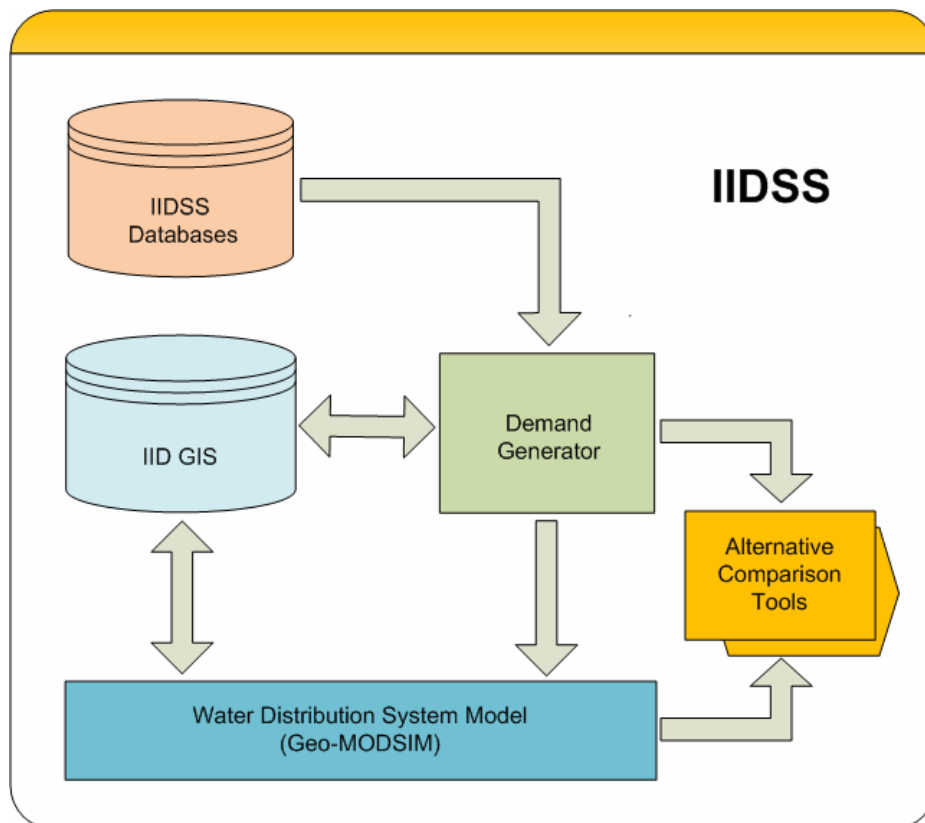 IIDSS
IIDSS
Databases
IID GIS
Demand
Generator
Alternative
Comparison
Tools
Water Distribution System Model
(Geo-MODSIM)